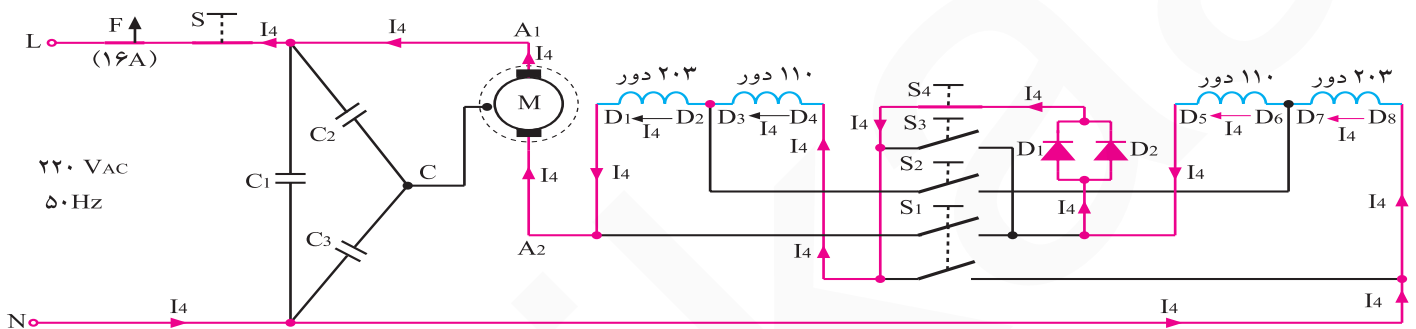 L F S I4 I4 A1
(۱۶A) I4
۲۰۳ دور ۱۱۰ دور
M
D1 D2 D3 D4
I4 I4
S4 I4
I4 S3
I4
D1 D2
S2
۱۱۰ دور ۲۰۳ دور
D5 D6 D7 D8
I4 I4
C2
۲۲۰ VAC
۵۰Hz
C1 C
I4 I4
S1
I4 I4 I4
C3
A2
I4
N I4 I4 I4